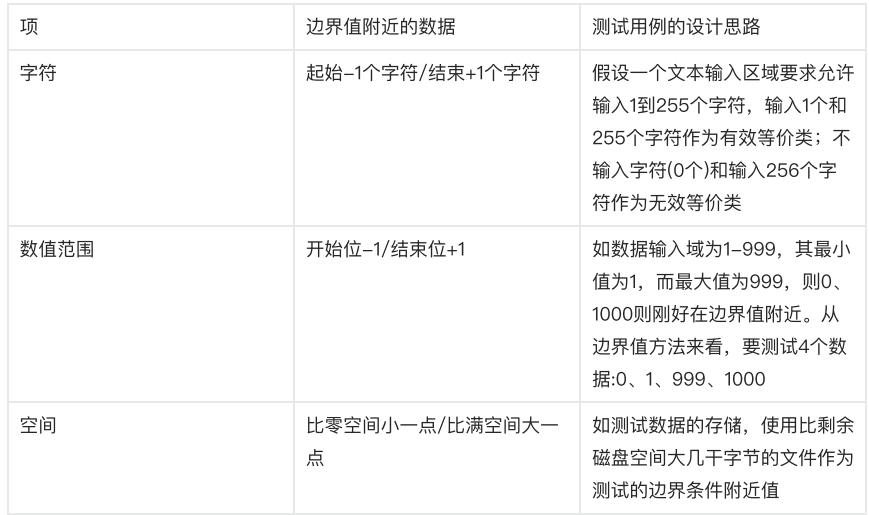 项
边界值附近的数据
测试用例的设计思路
字符
起始-1个字符/结束+1个字符
假设一个文本输入区域要求允许
输入1到255个字符，输入1个和
255个字符作为有效等价类；不
输入字符(0个)和输入256个字
符作为无效等价类
数值范围
开始位-1/结束位+1
如数据输入域为1-999，其最小
值为1，而最大值为999，则0、
1000则刚好在边界值附近。从
边界值方法来看，要测试4个数
据:0、1、999、1000
空间
比零空间小一点/比满空间大一
点
如测试数据的存储，使用比剩余
磁盘空间大几千字节的文件作为
测试的边界条件附近值